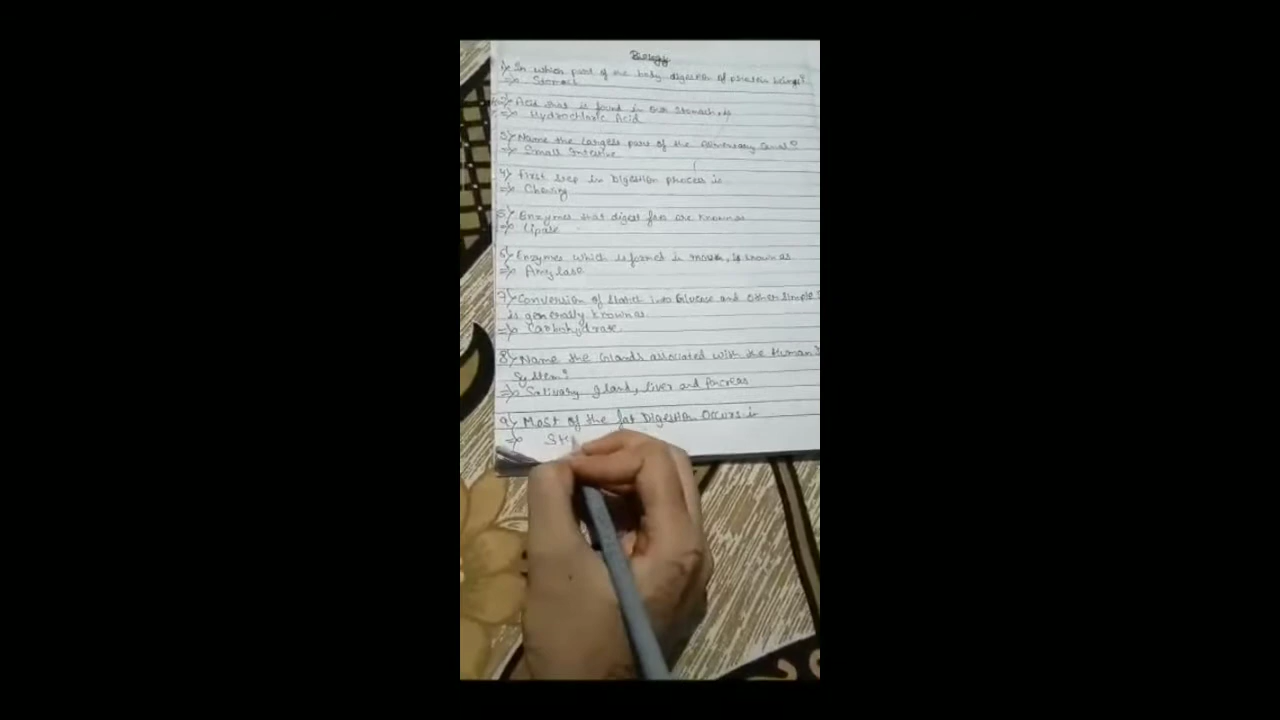 Biology
1) In which part of the body digestion of protein begins?
=> Stomach
2) Acid that is found in our stomach is
=> Hydrochloric Acid
3) Name the largest part of the Alimentary canal?
=> Small Intestine
4) First step in Digestion process is
=> Chewing
5) Enzymes that digest fats are known as
=> Lipase
6) Enzymes which is formed in mouth, is known as
=> Amylase
7) Conversion of starch into Glucose and other simple
is generally known as
=> Carbohydrate
8) Name the Glands associated with the Human
System?
=> Salivary gland, liver and Pancreas
9) Most of the fat Digestion Occurs in
=>